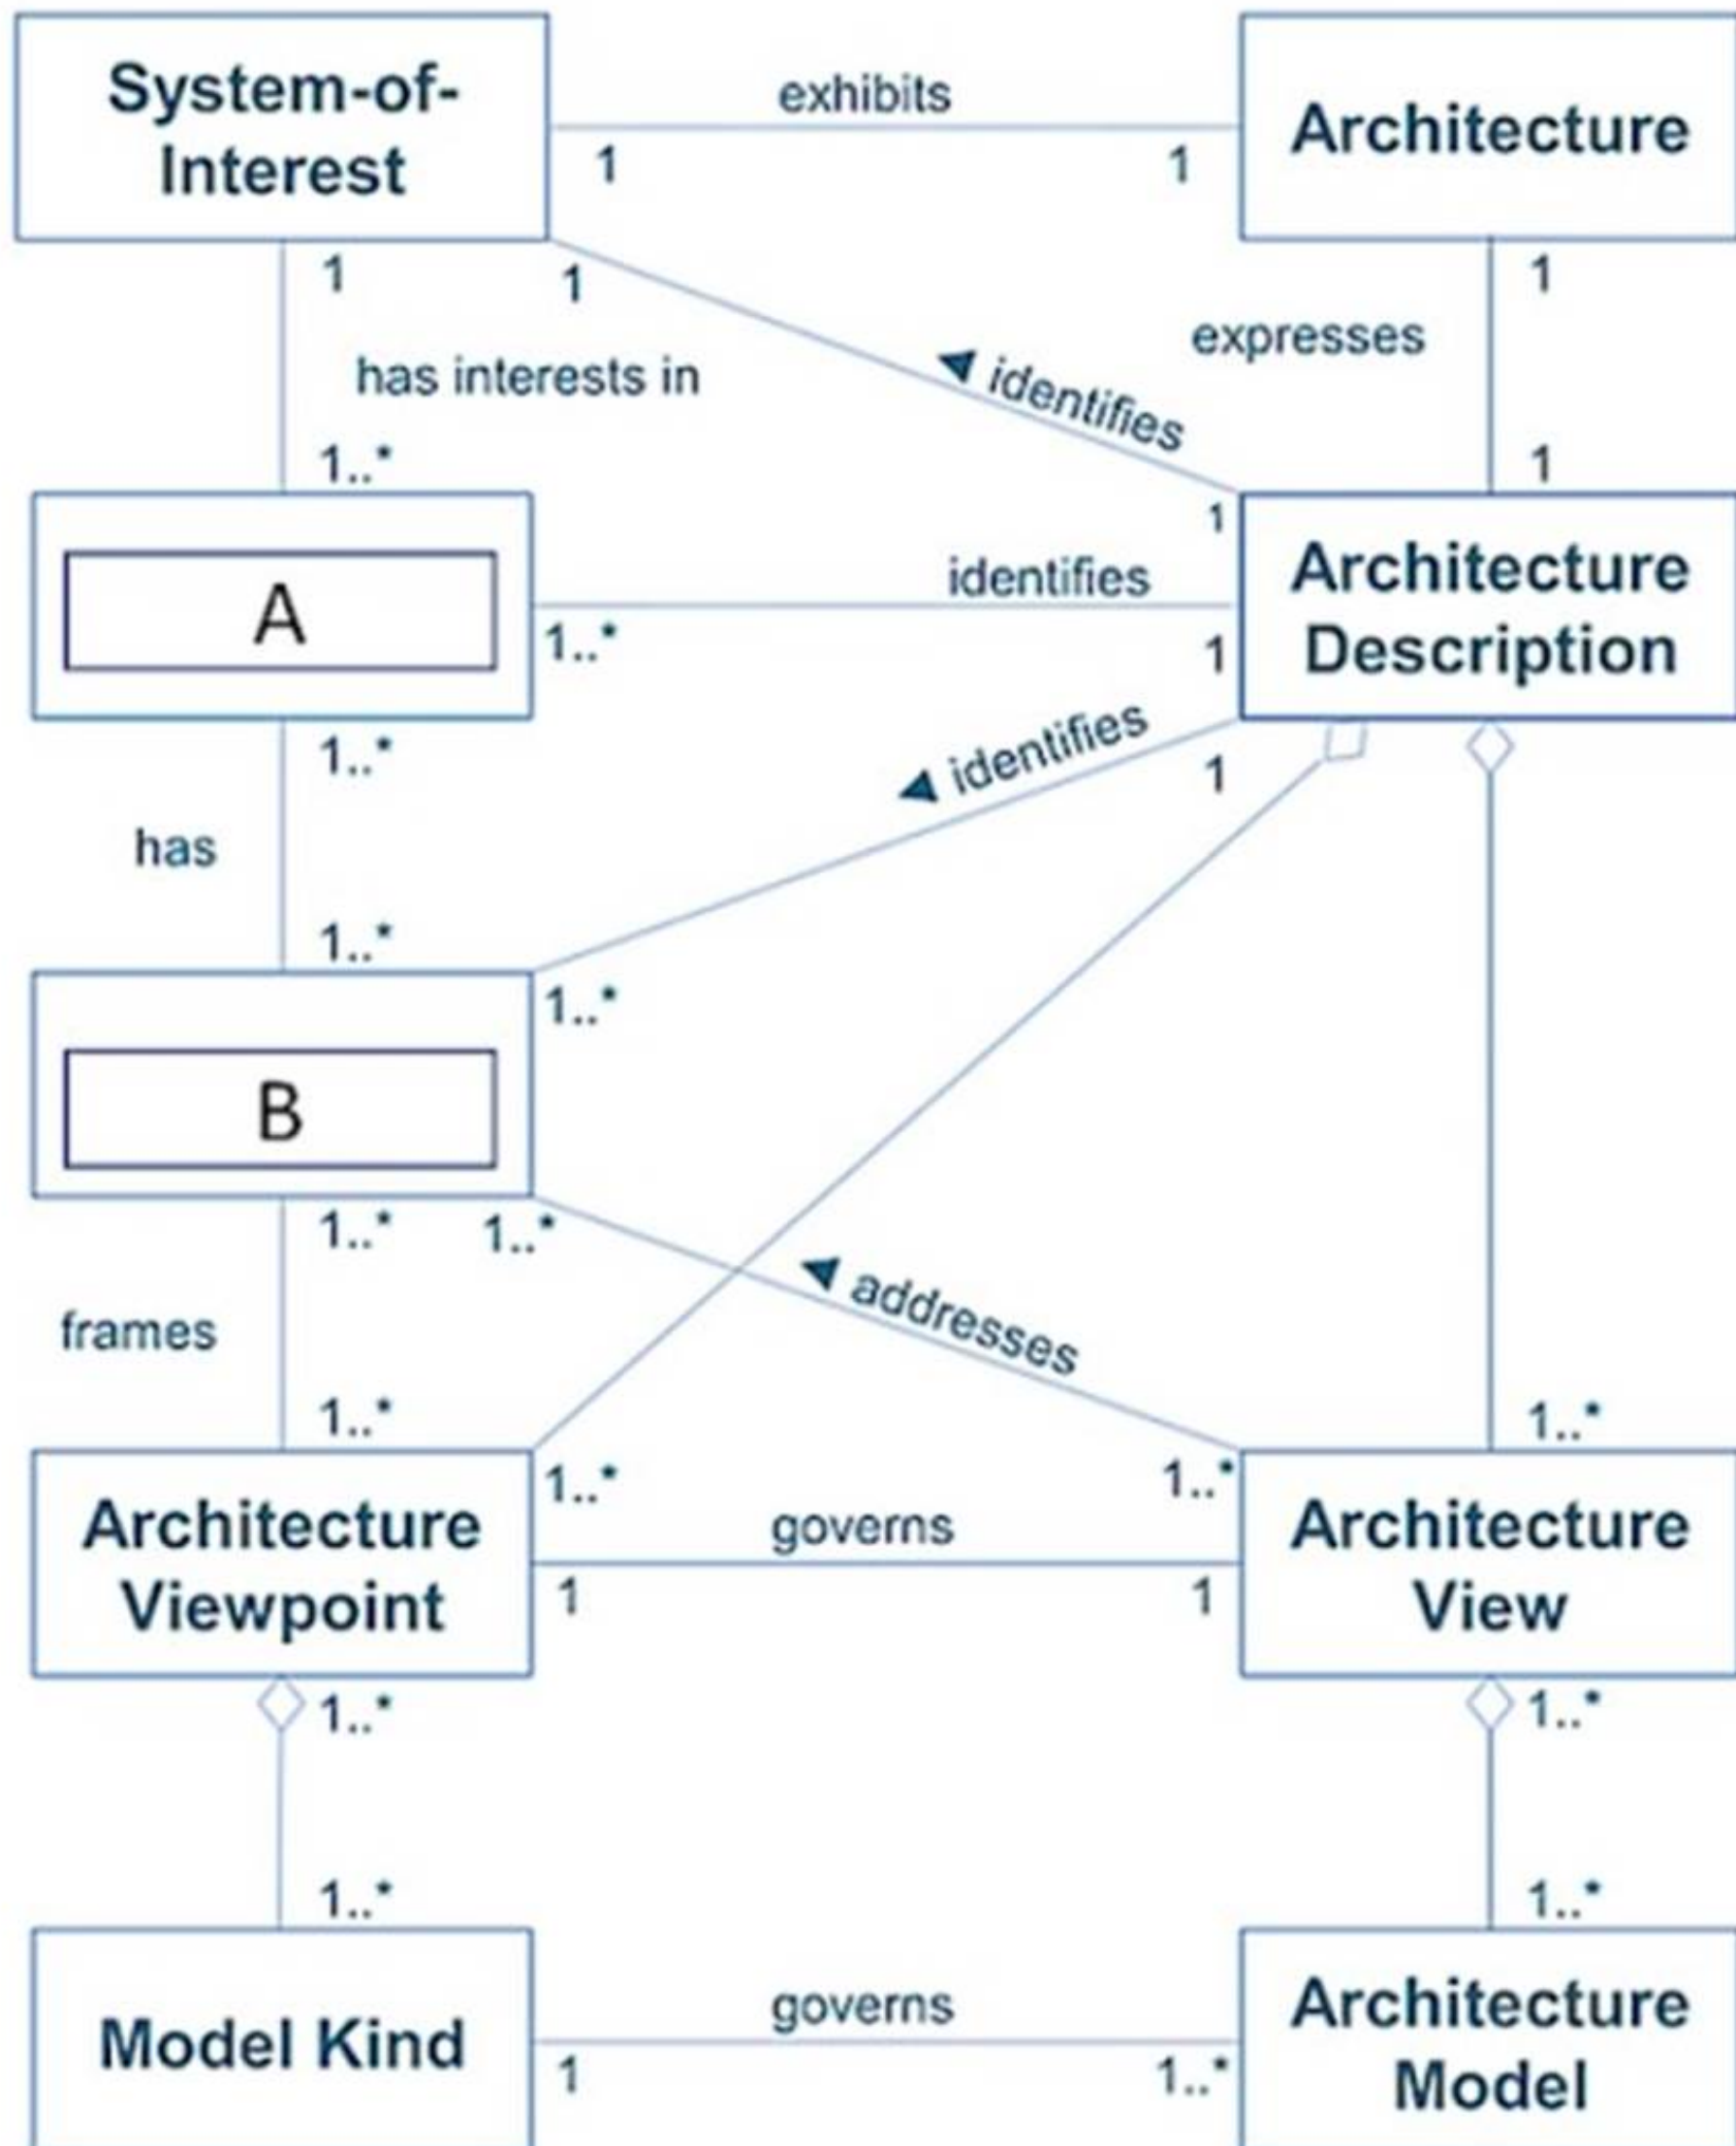 System-of-
Interest
exhibits
1
1
Architecture
1
1
1
has interests in
expresses
identifies
1..*
1
1
A
identifies
1..*
1
Architecture
Description
1..*
identifies
1
has
1..*
1..*
B
1..*
1..*
addresses
frames
1..*
1..*
1..*
1..*
Architecture
Viewpoint
governs
1
1
Architecture
View
1..*
1..*
1..*
1..*
Model Kind
governs
1
1..*
Architecture
Model